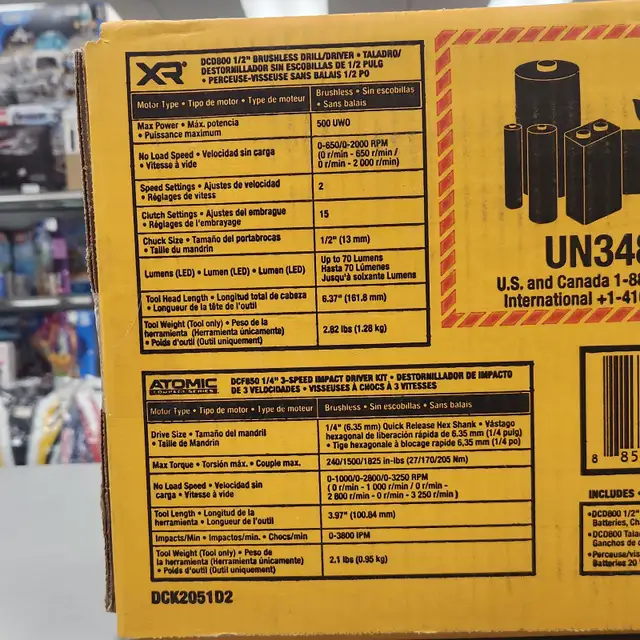 XR
DCD800 1/2" BRUSHLESS DRILL/DRIVER • TALADRO/
DESTORNILLADOR SIN ESCOBILLAS DE 1/2 PULG
• PERCEUSE-VISSEUSE SANS BALAIS 1/2 PO
Motor Type • Tipo de motor • Type de moteur
Brushless • Sin escobillas
• Sans balais
Max Power • Máx. potencia
• Puissance maximum
500 UWO
No Load Speed • Velocidad sin carga
• Vitesse à vide
0-650/0-2000 RPM
(0 r/min - 650 r/min /
0 r/min - 2 000 r/min)
Speed Settings • Ajustes de velocidad
• Réglages de vitess
2
Clutch Settings • Ajustes del embrague
• Réglages de l'embrayage
15
Chuck Size • Tamaño del portabrocas
• Taille du mandrin
1/2" (13 mm)
Lumens (LED) • Lumen (LED) • Lumen (LED)
Up to 70 Lumens
Hasta 70 Lúmenes
Jusqu'à soixante Lumens
Tool Head Length • Longitud total de cabeza
• Longueur de la tête de l'outil
6.37" (161.8 mm)
Tool Weight (Tool only) • Peso de la
herramienta (Herramienta únicamente)
• Poids d'outil (Outil uniquement)
2.82 lbs (1.28 kg)
ATOMIC
COMPACT SERIES
DCF850 1/4" 3-SPEED IMPACT DRIVER KIT • DESTORNILLADOR DE IMPACTO
DE 3 VELOCIDADES • VISSEUSES À CHOCS À 3 VITESSES
Motor Type • Tipo de motor • Type de moteur
Brushless • Sin escobillas • Sans balais
Drive Size • Tamaño del mandril
• Taille de Mandrin
1/4" (6.35 mm) Quick Release Hex Shank • Vástago
hexagonal de liberación rápida de 6.35 mm (1/4 pulg)
• Tige hexagonale à blocage rapide 6,35 mm (1/4 po)
Max Torque • Torsión máx. • Couple max.
240/1500/1825 in-lbs (27/170/205 Nm)
No Load Speed • Velocidad sin
carga • Vitesse à vide
0-1000/0-2800/0-3250 RPM
( 0 r/min - 1 000 r/min / 0 r/min -
2 800 r/min - 0 r/min - 3 250 r/min )
Tool Length • Longitud de la
herramienta • Longueur de l'outil
3.97" (100.84 mm)
Impacts/Min • Impactos/min. • Chocs/min
0-3800 IPM
Tool Weight (Tool only) • Peso de
la herramienta (Herramienta únicamente)
• Poids d'outil (Outil uniquement)
2.1 lbs (0.95 kg)
DCK2051D2
UN348
U.S. and Canada 1-88
International +1-41
8 85
INCLUDES •
•DCD800 1/2"
Batteries, Ch
•DCD800 Tala
Ganchos de
•Perceuse/vis
Batteries 20